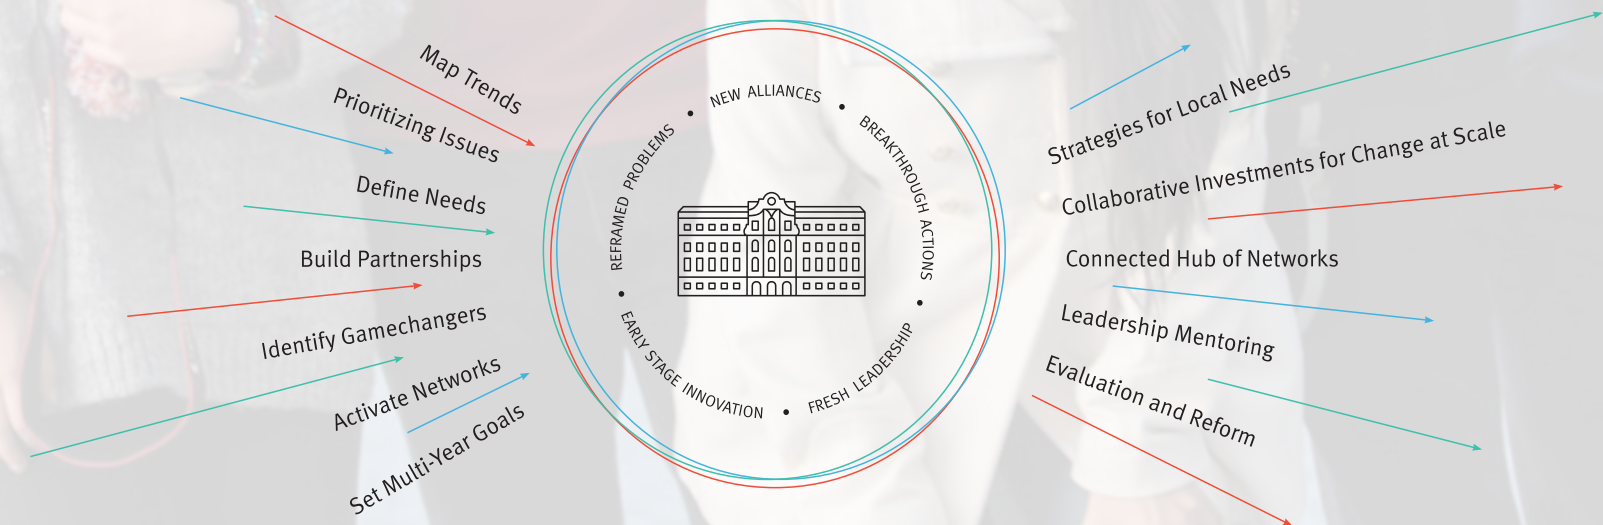 Map Trends
Prioritizing Issues
Define Needs
Build Partnerships
Identify Gamechangers
Activate Networks
Set Multi-Year Goals
NEW ALLIANCES
BREAKTHROUGH ACTIONS
FRESH LEADERSHIP
EARLY STAGE INNOVATION
REFRAMED PROBLEMS
Strategies for Local Needs
Collaborative Investments for Change at Scale
Connected Hub of Networks
Leadership Mentoring
Evaluation and Reform